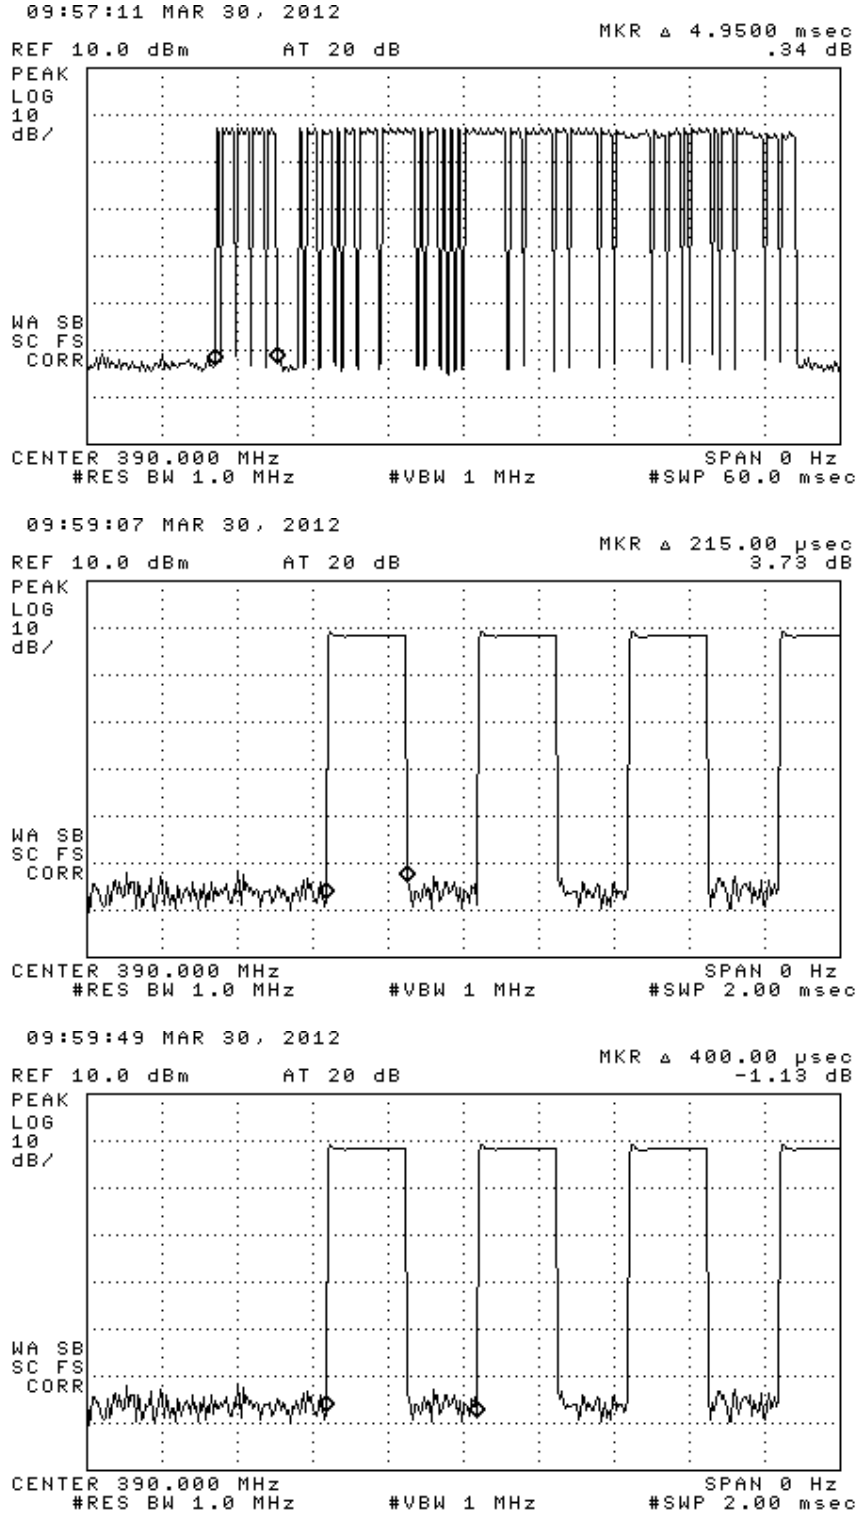 09:57:11 MAR 30, 2012
MKR Δ 4.9500 msec
REF 10.0 dBm AT 20 dB .34 dB
PEAK
LOG
10
dB/
WA SB
SC FS
CORR
CENTER 390.000 MHz SPAN 0 Hz
#RES BW 1.0 MHz #VBW 1 MHz #SWP 60.0 msec
09:59:07 MAR 30, 2012
MKR Δ 215.00 µsec
REF 10.0 dBm AT 20 dB 3.73 dB
PEAK
LOG
10
dB/
WA SB
SC FS
CORR
CENTER 390.000 MHz SPAN 0 Hz
#RES BW 1.0 MHz #VBW 1 MHz #SWP 2.00 msec
09:59:49 MAR 30, 2012
MKR Δ 400.00 µsec
REF 10.0 dBm AT 20 dB -1.13 dB
PEAK
LOG
10
dB/
WA SB
SC FS
CORR
CENTER 390.000 MHz SPAN 0 Hz
#RES BW 1.0 MHz #VBW 1 MHz #SWP 2.00 msec